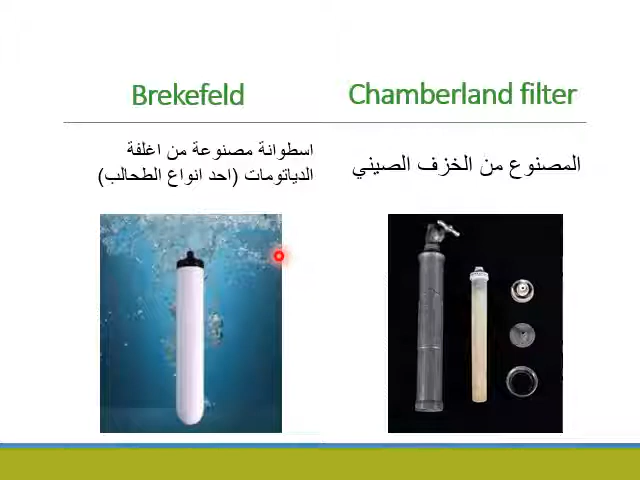 Brekefeld
Chamberland filter
اسطوانة مصنوعة من اغلفة
الدياتومات (احد انواع الطحالب)
المصنوع من الخزف الصيني